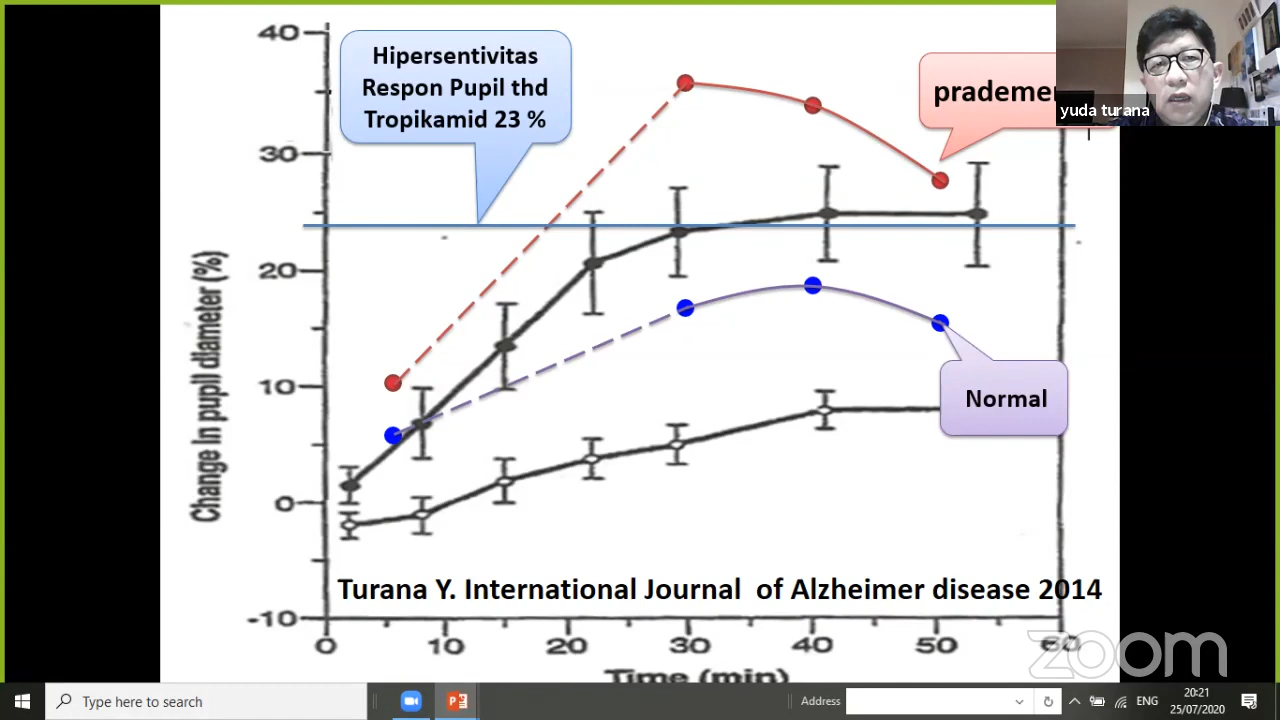 40
30
20
10
0
-10
Change In pupil diameter (%)
Hipersentivitas
Respon Pupil thd
Tropikamid 23 %
yuda turana
Normal
Turana Y. International Journal of Alzheimer disease 2014
0 10 20 30 40 50 60
Time (min)
zoom
Type here to search
Address
ENG
20:21
25/07/2020